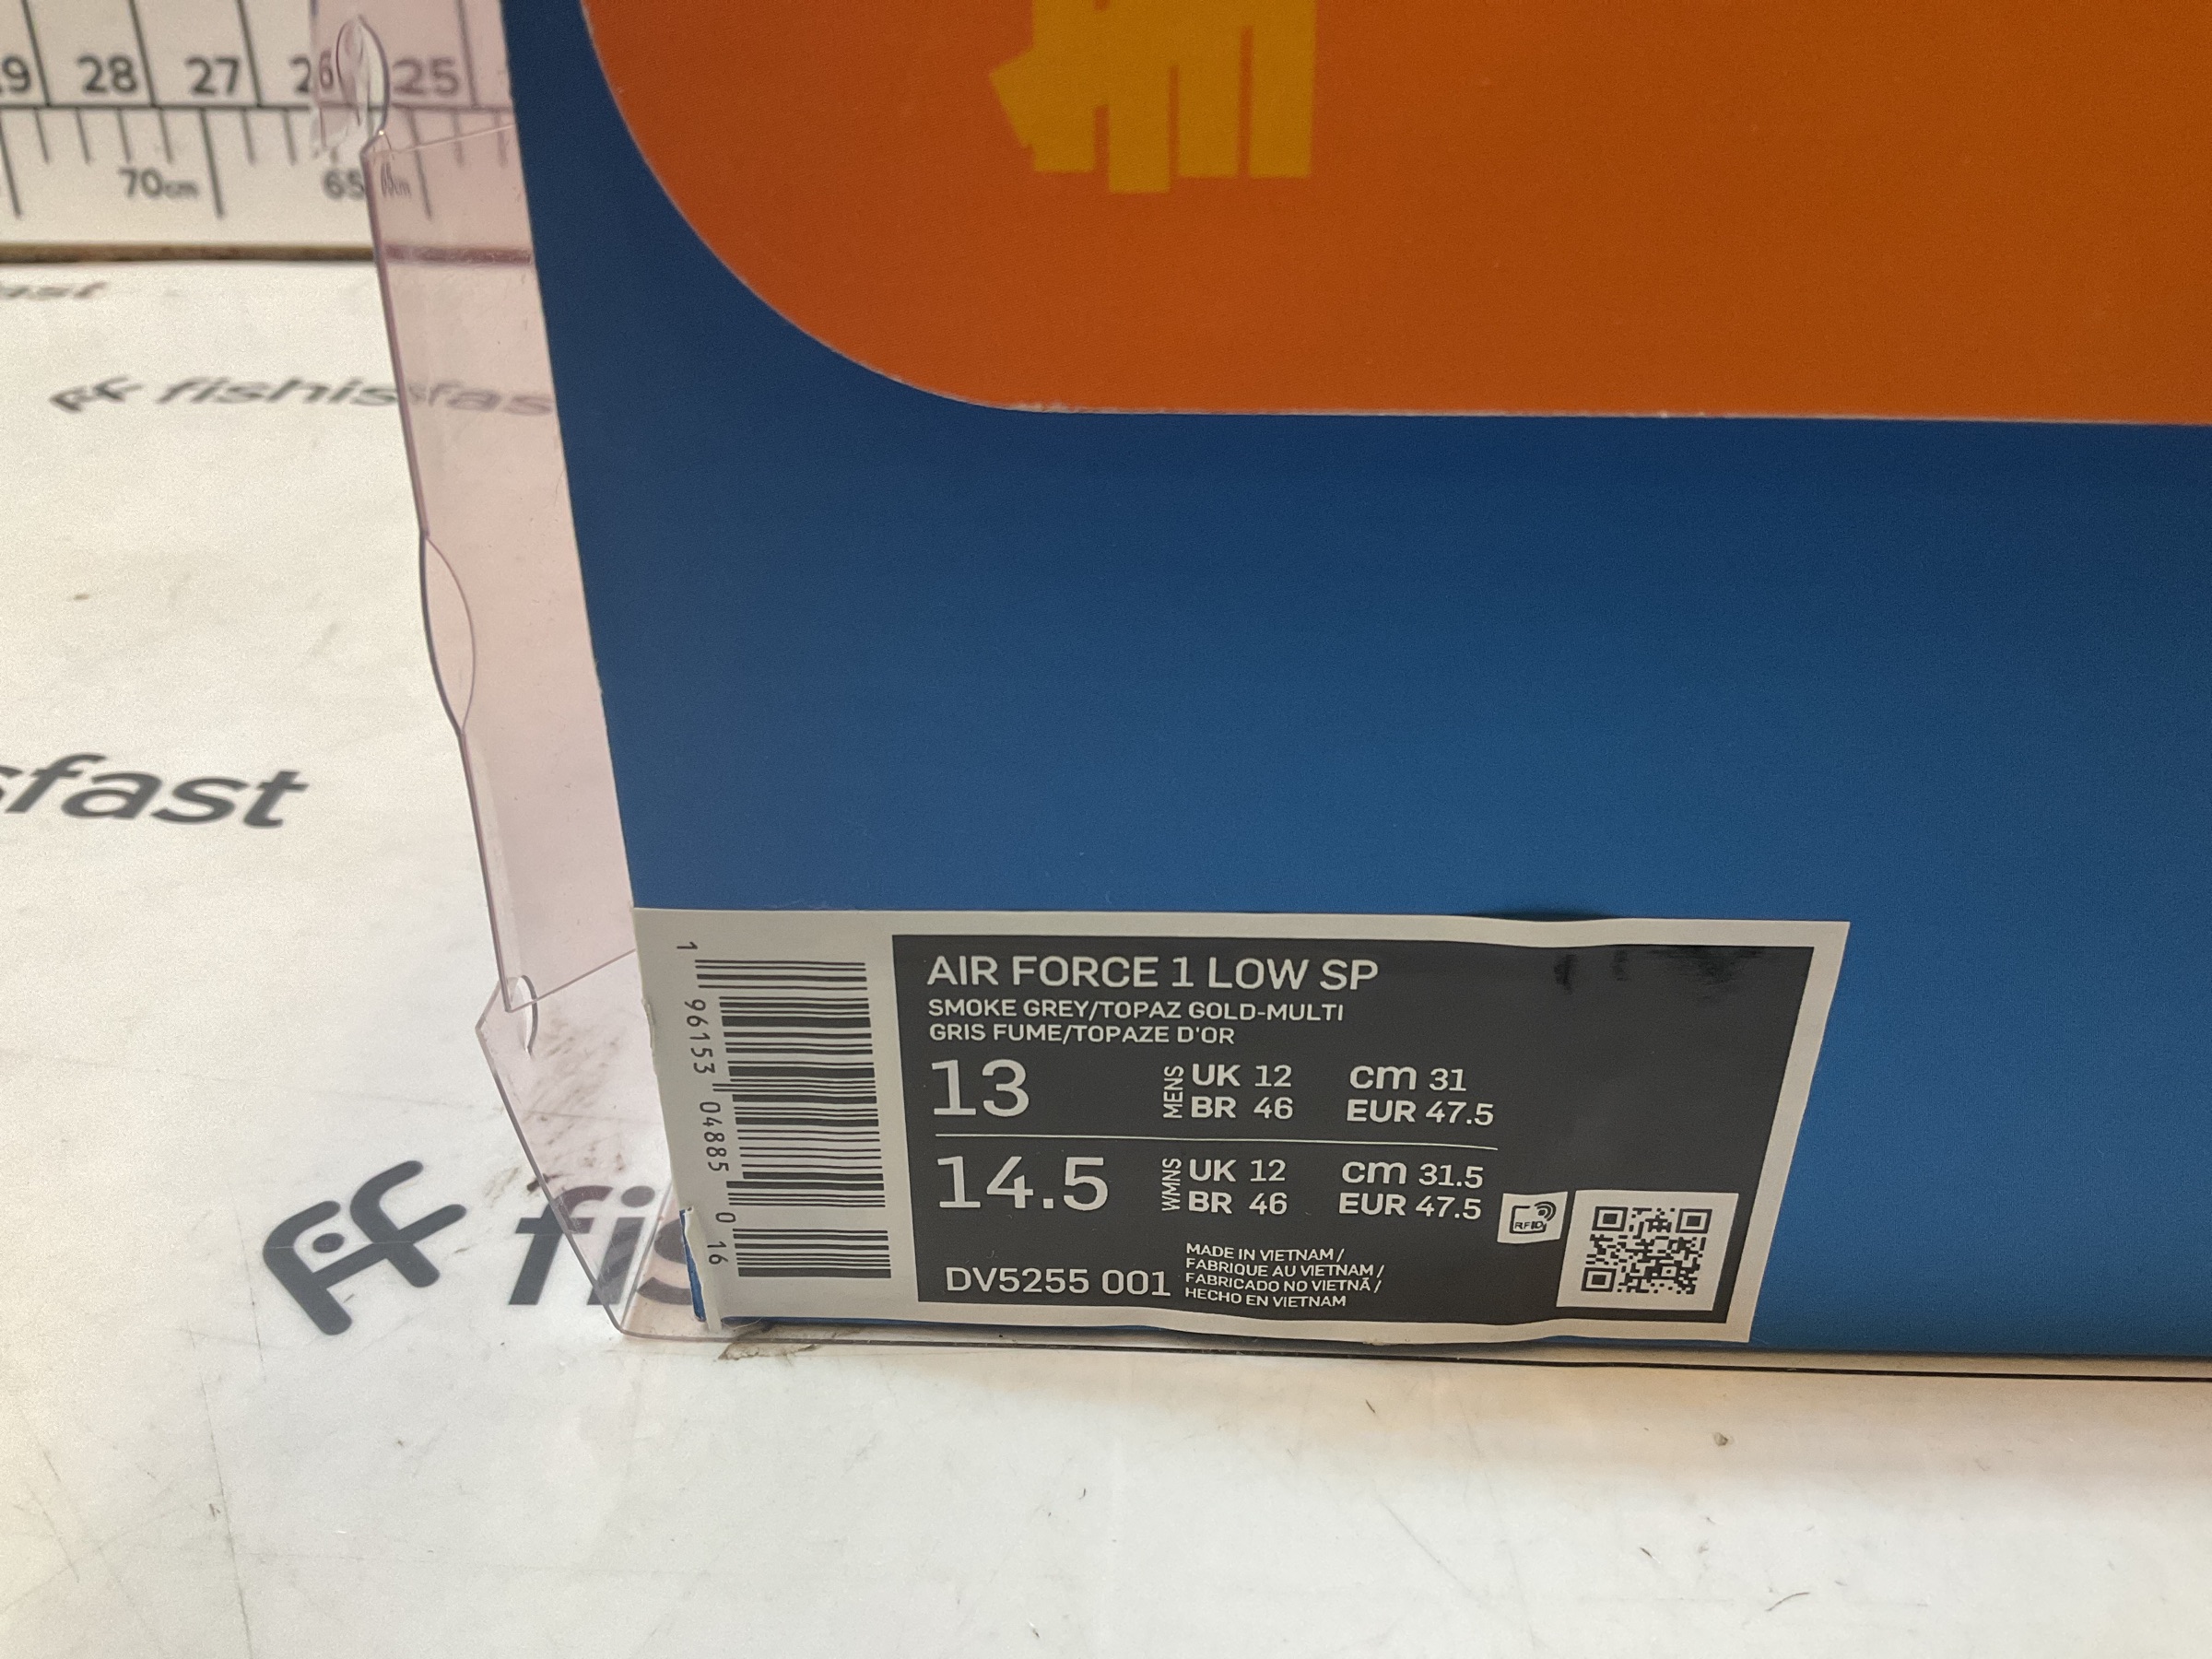 28 27 26 25
70cm 65cm
fishisfast
sfast
fis
AIR FORCE 1 LOW SP
SMOKE GREY/TOPAZ GOLD-MULTI
GRIS FUME/TOPAZE D'OR
13 MENS UK 12 cm 31
BR 46 EUR 47.5
14.5 WMNS UK 12 cm 31.5
BR 46 EUR 47.5
RFID
DV5255 001
MADE IN VIETNAM /
FABRIQUE AU VIETNAM /
FABRICADO NO VIETNÃ /
HECHO EN VIETNAM
1 96153 04885 0 16